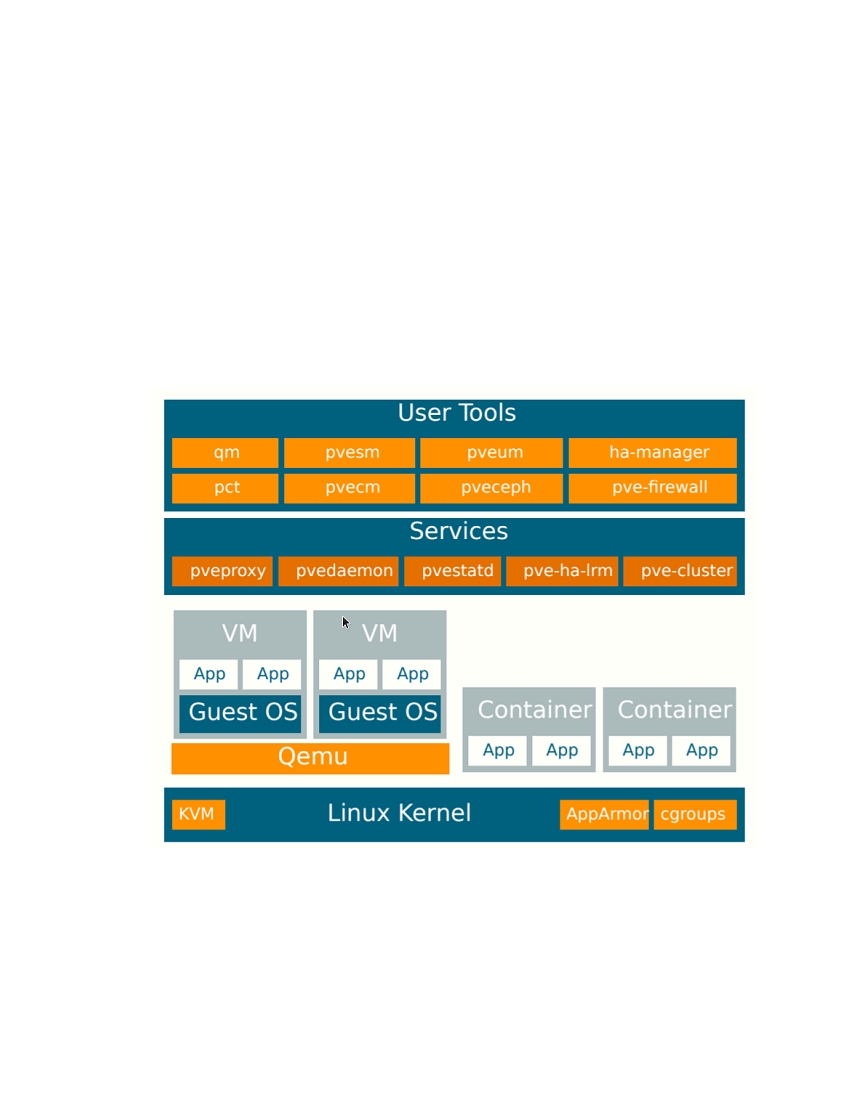 User Tools
qm pvesm pveum ha-manager
pct pvecm pveceph pve-firewall
Services
pveproxy pvedaemon pvestatd pve-ha-lrm pve-cluster
VM VM
App App App App
Guest OS Guest OS
Container Container
App App App App
Qemu
KVM Linux Kernel AppArmor cgroups